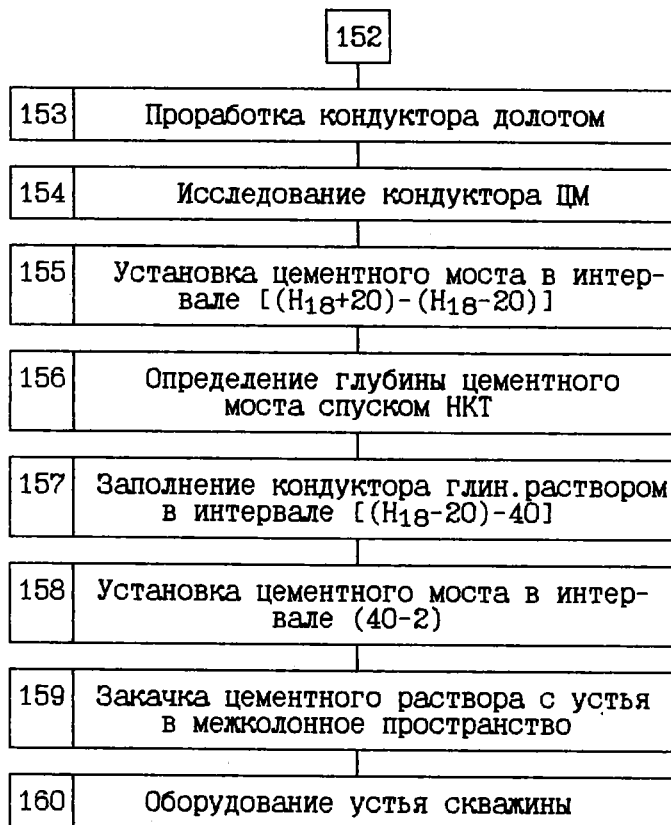 152
153 Проработка кондуктора долотом
154 Исследование кондуктора ЦМ
155 Установка цементного моста в интер-
вале [(H18+20)-(H18-20)]
156 Определение глубины цементного
моста спуском НКТ
157 Заполнение кондуктора глин.раствором
в интервале [(H18-20)-40]
158 Установка цементного моста в интер-
вале (40-2)
159 Закачка цементного раствора с устья
в межколонное пространство
160 Оборудование устья скважины